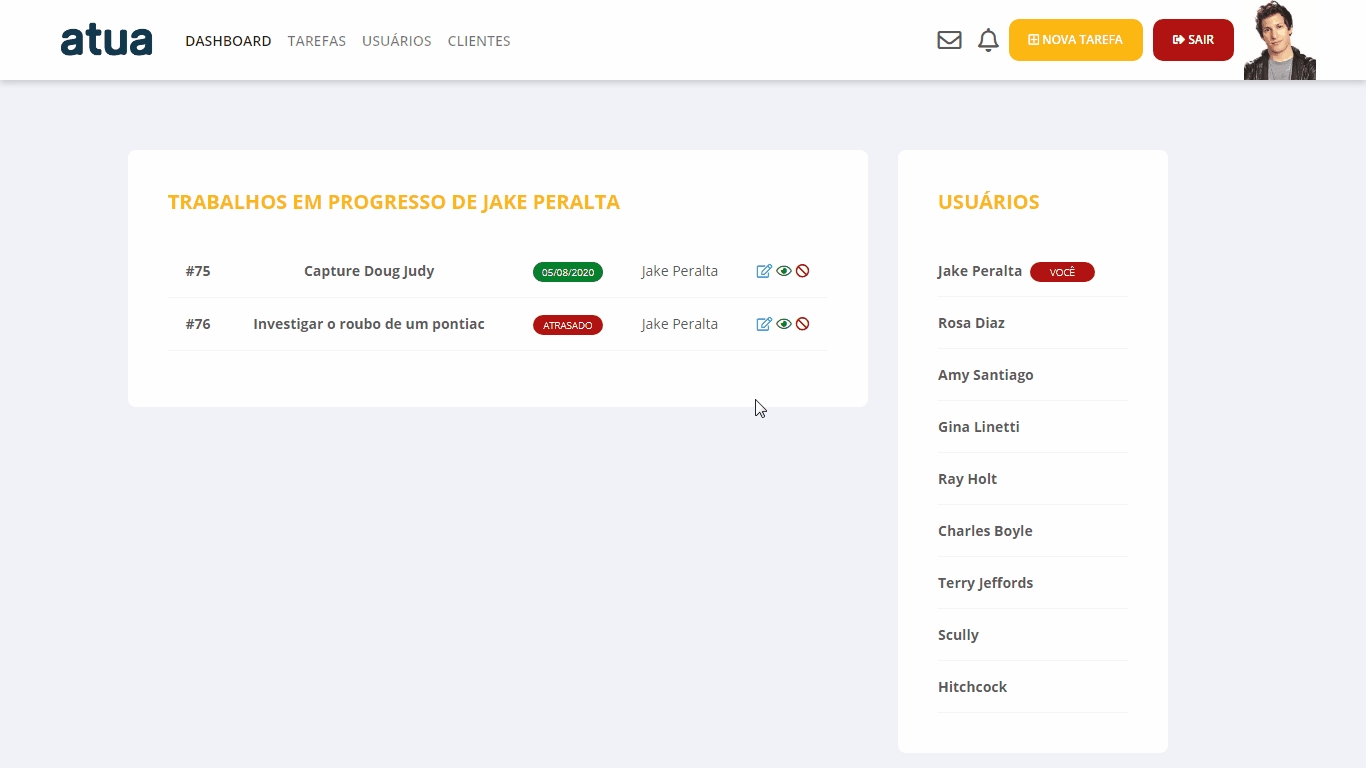 atua DASHBOARD TAREFAS USUÁRIOS CLIENTES NOVA TAREFA SAIR
TRABALHOS EM PROGRESSO DE JAKE PERALTA
#75 Capture Doug Judy 05/08/2020 Jake Peralta
#76 Investigar o roubo de um pontiac ATRASADO Jake Peralta
USUÁRIOS
Jake Peralta VOCÊ
Rosa Diaz
Amy Santiago
Gina Linetti
Ray Holt
Charles Boyle
Terry Jeffords
Scully
Hitchcock